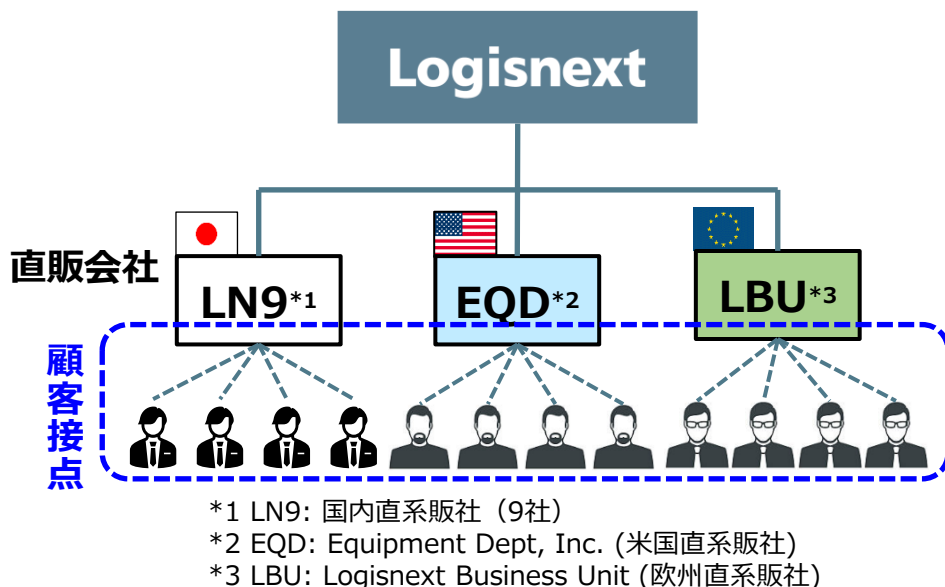 Logisnext
直販会社
LN9*1
EQD*2
LBU*3
顧客接点
*1 LN9: 国内直系販社（9社）
*2 EQD: Equipment Dept, Inc. (米国直系販社)
*3 LBU: Logisnext Business Unit (欧州直系販社)